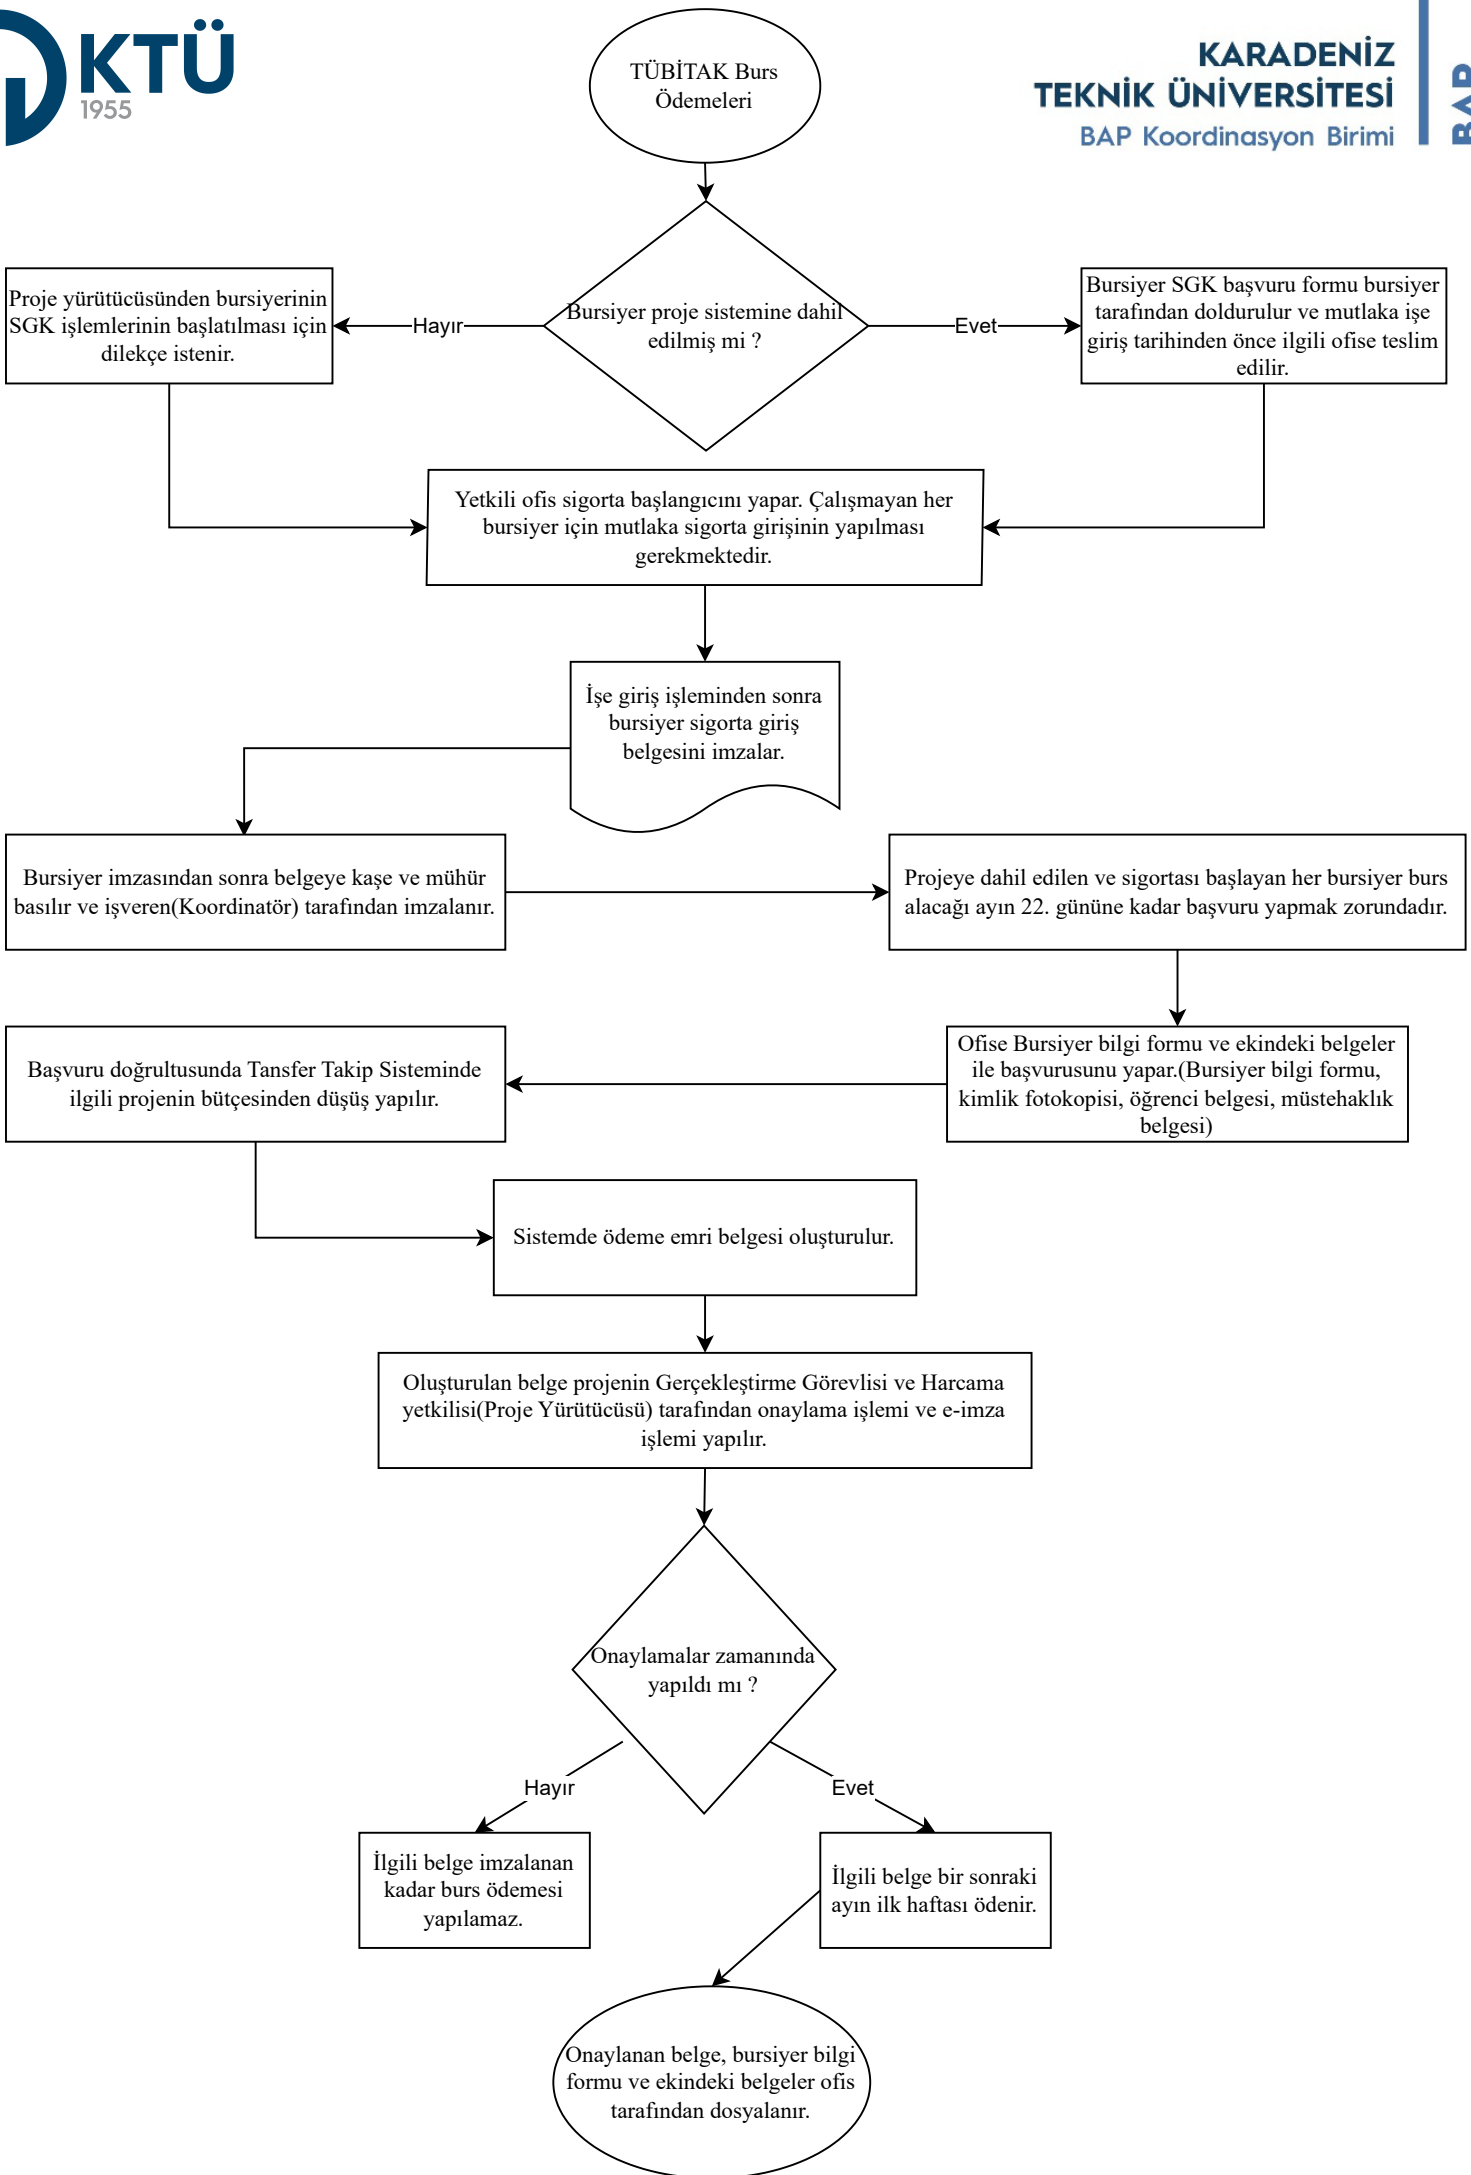 KTÜ
1955
TÜBİTAK Burs
Ödemeleri
KARADENİZ
TEKNİK ÜNİVERSİTESİ
BAP Koordinasyon Birimi
BAP
Bursiyer proje sistemine dahil
edilmiş mi ?
Hayır
Evet
Proje yürütücüsünden bursiyerinin
SGK işlemlerinin başlatılması için
dilekçe istenir.
Bursiyer SGK başvuru formu bursiyer
tarafından doldurulur ve mutlaka işe
giriş tarihinden önce ilgili ofise teslim
edilir.
Yetkili ofis sigorta başlangıcını yapar. Çalışmayan her
bursiyer için mutlaka sigorta girişinin yapılması
gerekmektedir.
İşe giriş işleminden sonra
bursiyer sigorta giriş
belgesini imzalar.
Bursiyer imzasından sonra belgeye kaşe ve mühür
basılır ve işveren(Koordinatör) tarafından imzalanır.
Projeye dahil edilen ve sigortası başlayan her bursiyer burs
alacağı ayın 22. gününe kadar başvuru yapmak zorundadır.
Ofise Bursiyer bilgi formu ve ekindeki belgeler
ile başvurusunu yapar.(Bursiyer bilgi formu,
kimlik fotokopisi, öğrenci belgesi, müstehaklık
belgesi)
Başvuru doğrultusunda Tansfer Takip Sisteminde
ilgili projenin bütçesinden düşüş yapılır.
Sistemde ödeme emri belgesi oluşturulur.
Oluşturulan belge projenin Gerçekleştirme Görevlisi ve Harcama
yetkilisi(Proje Yürütücüsü) tarafından onaylama işlemi ve e-imza
işlemi yapılır.
Onaylamalar zamanında
yapıldı mı ?
Hayır
Evet
İlgili belge imzalanan
kadar burs ödemesi
yapılamaz.
İlgili belge bir sonraki
ayın ilk haftası ödenir.
Onaylanan belge, bursiyer bilgi
formu ve ekindeki belgeler ofis
tarafından dosyalanır.